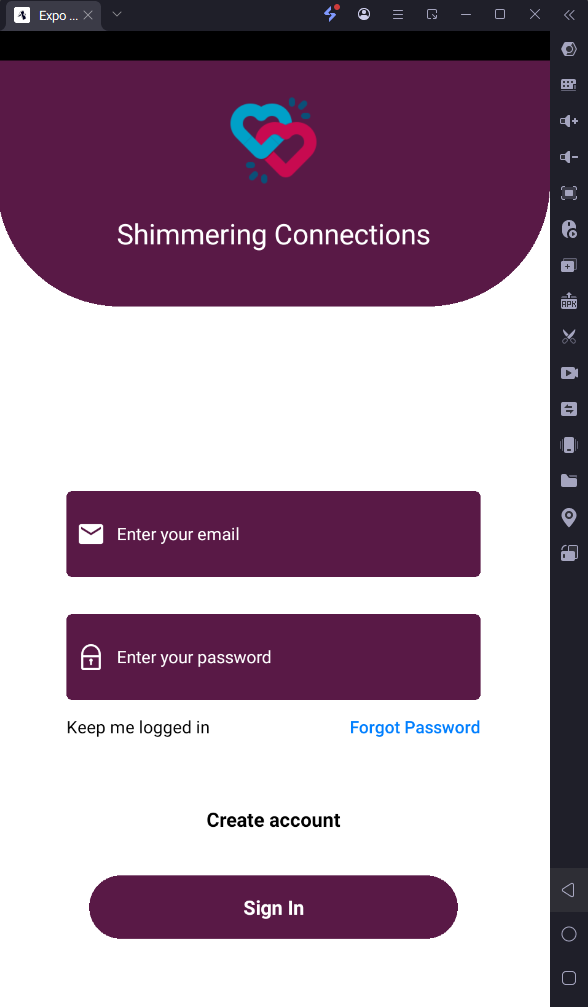 Expo ...
Shimmering Connections
Enter your email
Enter your password
Keep me logged in
Forgot Password
Create account
Sign In
APK